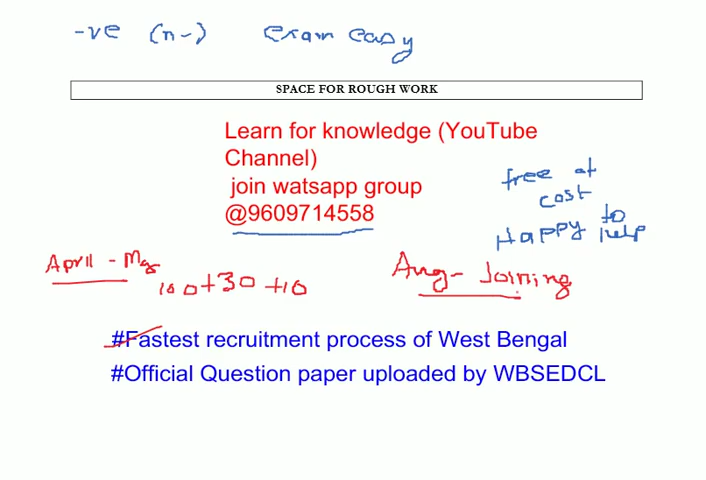 -ve (n-) exam easy
SPACE FOR ROUGH WORK
Learn for knowledge (YouTube
Channel)
join watsapp group
@9609714558
free at
cost
Happy to
help
April - May
100+30+10
Aug- Joining
#Fastest recruitment process of West Bengal
#Official Question paper uploaded by WBSEDCL